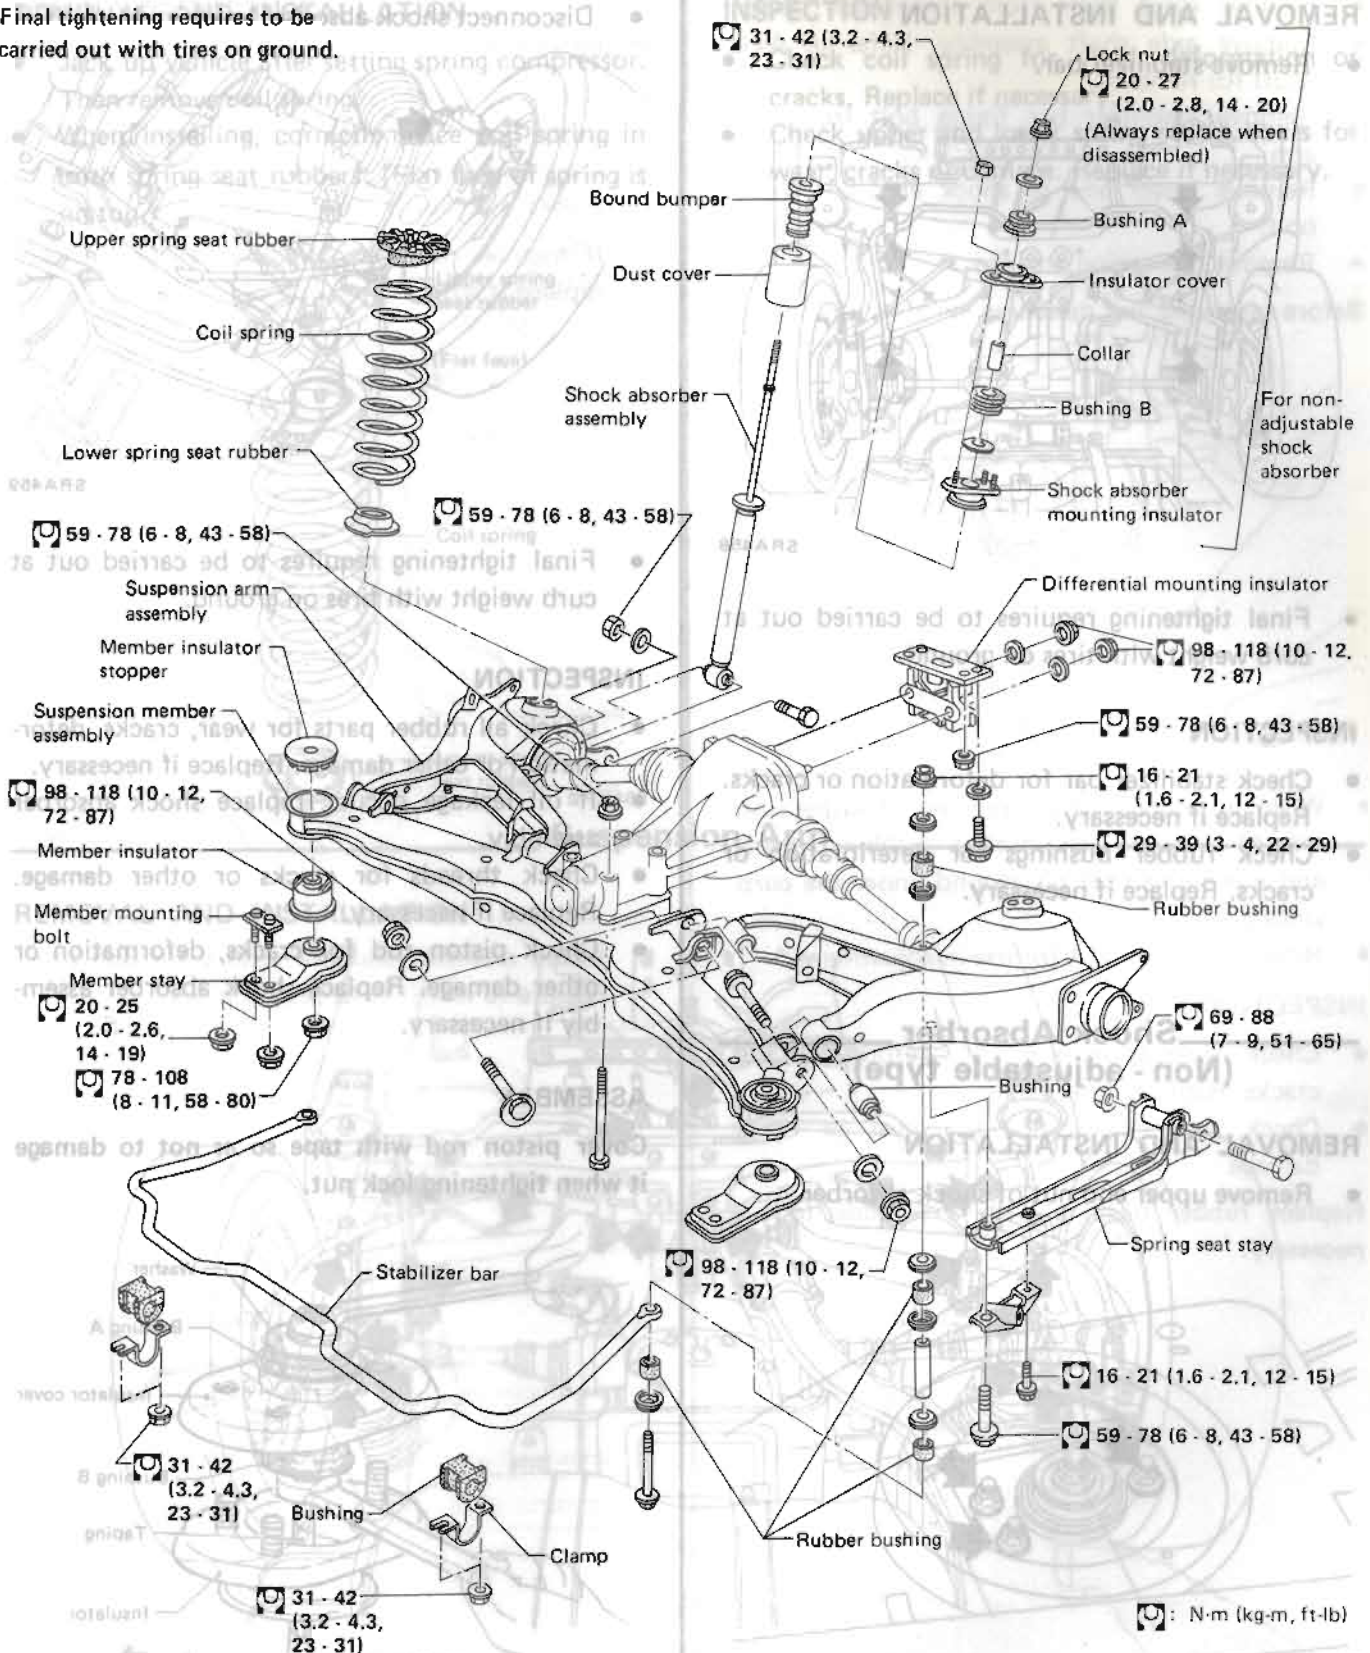 Final tightening requires to be
carried out with tires on ground.
31 - 42 (3.2 - 4.3,
23 - 31)
Lock nut
20 - 27
(2.0 - 2.8, 14 - 20)
(Always replace when
disassembled)
Bound bumper
Bushing A
Upper spring seat rubber
Dust cover
Insulator cover
Coil spring
Collar
Shock absorber
assembly
Bushing B
For non-
adjustable
shock
absorber
Lower spring seat rubber
Shock absorber
mounting insulator
59 - 78 (6 - 8, 43 - 58)
59 - 78 (6 - 8, 43 - 58)
Suspension arm
assembly
Differential mounting insulator
Member insulator
stopper
98 - 118 (10 - 12,
72 - 87)
Suspension member
assembly
59 - 78 (6 - 8, 43 - 58)
98 - 118 (10 - 12,
72 - 87)
16 - 21
(1.6 - 2.1, 12 - 15)
29 - 39 (3 - 4, 22 - 29)
Member insulator
Member mounting
bolt
Rubber bushing
Member stay
20 - 25
(2.0 - 2.6,
14 - 19)
69 - 88
(7 - 9, 51 - 65)
78 - 108
(8 - 11, 58 - 80)
Bushing
Spring seat stay
98 - 118 (10 - 12,
72 - 87)
Stabilizer bar
16 - 21 (1.6 - 2.1, 12 - 15)
59 - 78 (6 - 8, 43 - 58)
31 - 42
(3.2 - 4.3,
23 - 31)
Bushing
Rubber bushing
Clamp
31 - 42
(3.2 - 4.3,
23 - 31)
: N·m (kg-m, ft-lb)